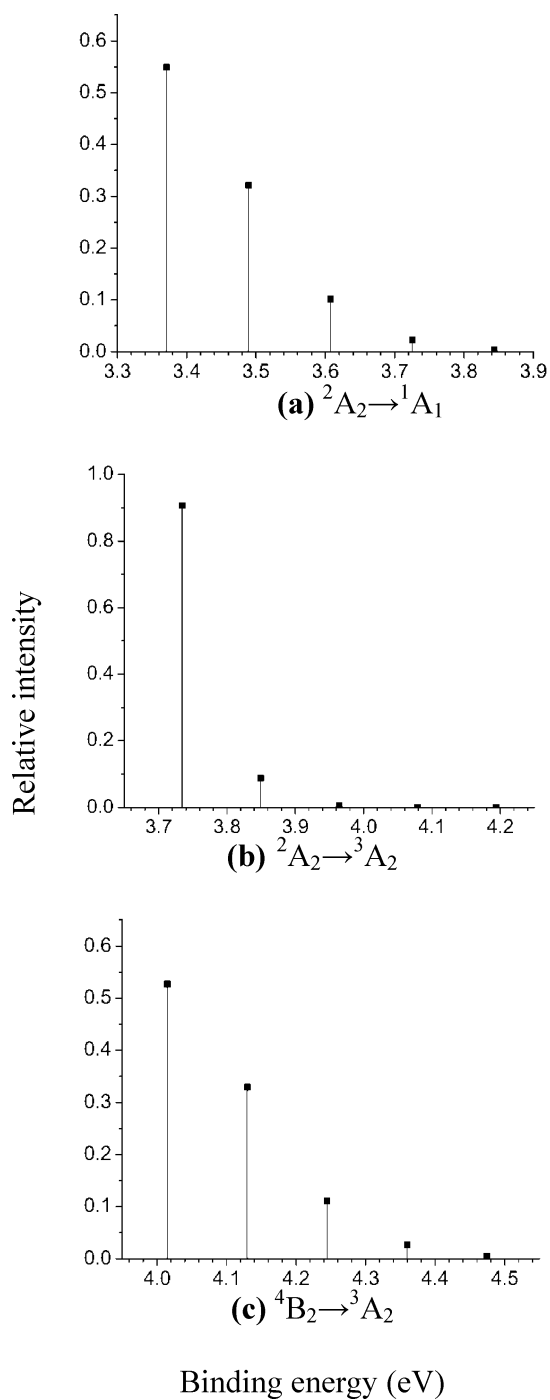 0.6
0.5
0.4
0.3
0.2
0.1
0.0
3.3 3.4 3.5 3.6 3.7 3.8 3.9
(a) ²A₂→¹A₁
1.0
0.8
0.6
0.4
0.2
0.0
3.7 3.8 3.9 4.0 4.1 4.2
(b) ²A₂→³A₂
Relative intensity
0.6
0.5
0.4
0.3
0.2
0.1
0.0
4.0 4.1 4.2 4.3 4.4 4.5
(c) ⁴B₂→³A₂
Binding energy (eV)